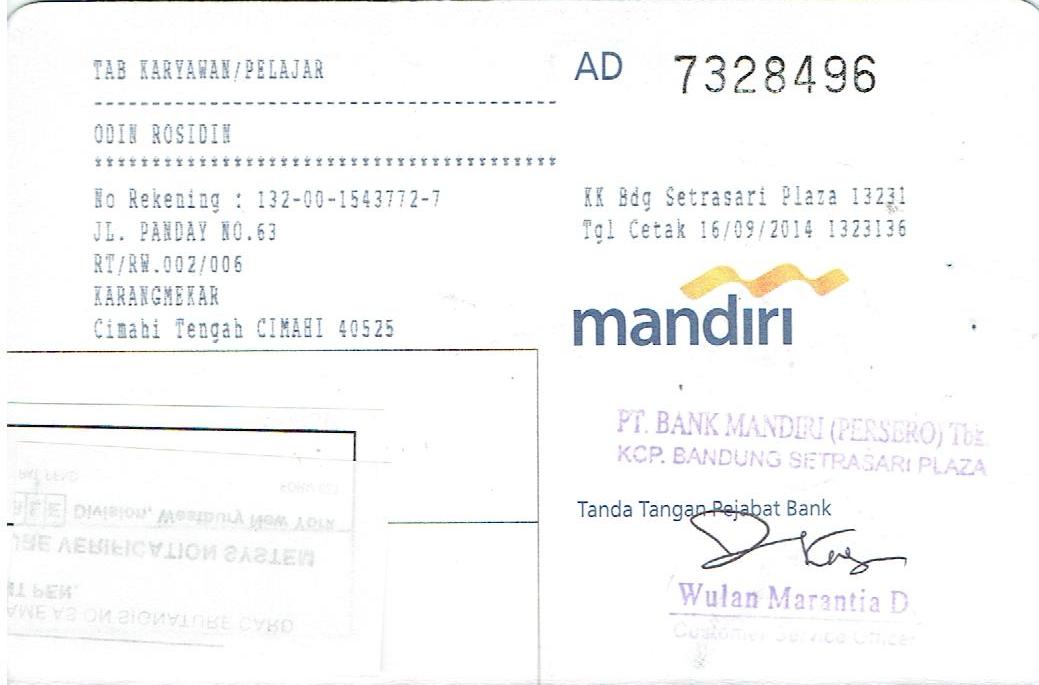 TAB KARYAWAN/PELAJAR
ODIN ROSIDIN
No Rekening : 132-00-1543772-7
JL. PANDAY NO.63
RT/RW.002/006
KARANGMEKAR
Cimahi Tengah CIMAHI 40525
AD 7328496
KK Bdg Setrasari Plaza 13231
Tgl Cetak 16/09/2014 1323136
mandiri
PT. BANK MANDIRI (PERSERO) Tbk.
KCP. BANDUNG SETRASARI PLAZA
Tanda Tangan Pejabat Bank
Wulan Marantia D
Customer Service Officer
PAT PEND
Division, Westbury New York
VERIFICATION SYSTEM
PEN.
AME AS ON SIGNATURE CARD